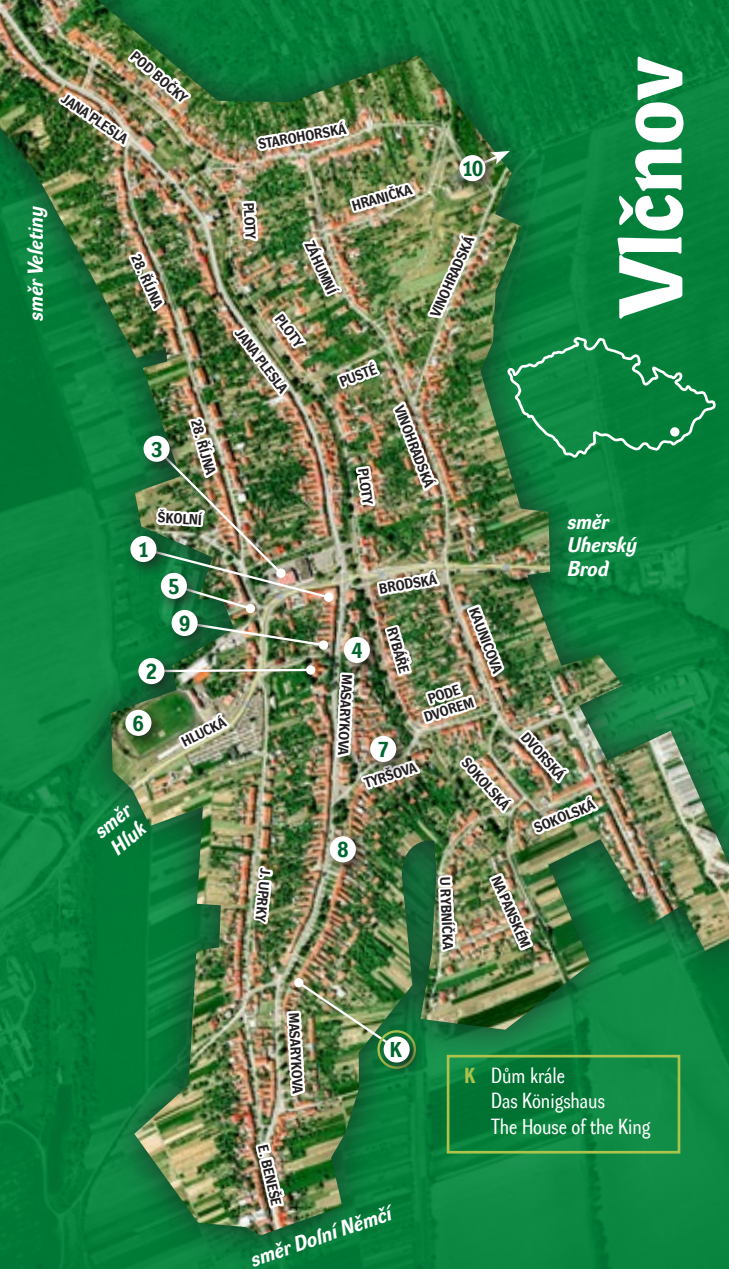 Vlčnov
POD BOČKY
JANA PLESLA
STAROHORSKÁ
10
HRANIČKA
PLOTY
směr Veletiny
28. ŘÍJNA
ZÁHUMNÍ
VINOHRADSKÁ
PLOTY
JANA PLESLA
PUSTÉ
28. ŘÍJNA
VINOHRADSKÁ
3
PLOTY
ŠKOLNÍ
směr
Uherský
Brod
1
5
BRODSKÁ
9
4
RYBÁŘE
KAUNICOVA
2
MASARYKOVA
PODE
DVOREM
6
HLUCKÁ
7
TYRŠOVA
DVORSKÁ
SOKOLSKÁ
SOKOLSKÁ
směr
Hluk
8
J. UPRKY
U RYBNÍČKA
NA PANSKÉM
MASARYKOVA
K
K Dům krále
Das Königshaus
The House of the King
E. BENEŠE
směr Dolní Němčí